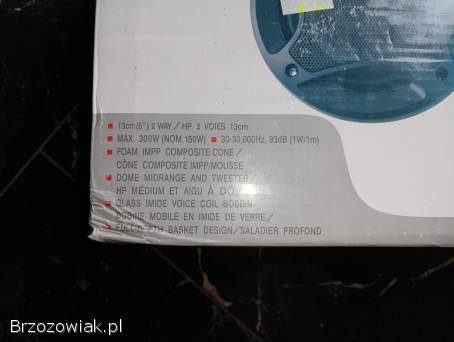 13cm(5") 2 WAY/HP 2 VOIES 13cm
MAX. 300W (NOM.150W) ■ 30-30,000Hz, 93dB (1W/1m)
FOAM IMPP COMPOSITE CONE/
CÔNE COMPOSITE IMPP/MOUSSE
DOME MIDRANGE AND TWEETER/
HP MÉDIUM ET AIGU À
GLASS IMIDE VOICE COIL BOBBIN/
MOBILE EN IMIDE DE VERRE/
FULL-DEPTH BASKET DESIGN/SALADIER PROFOND
Brzozowiak.pl